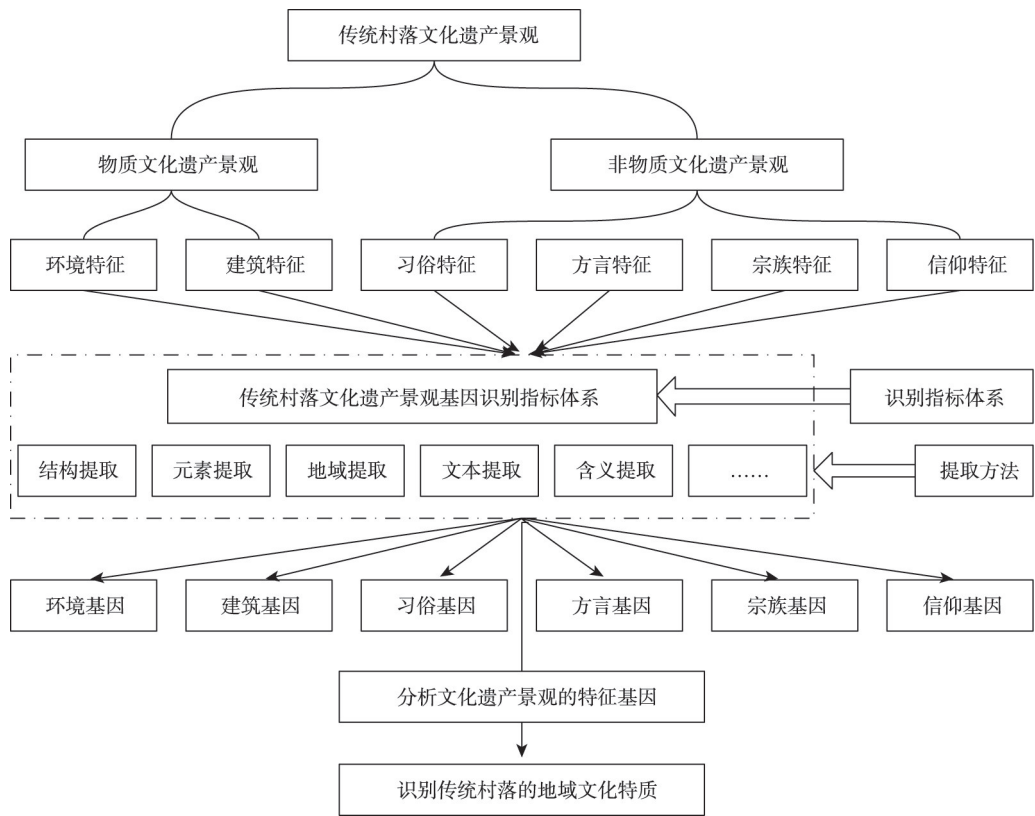 传统村落文化遗产景观
物质文化遗产景观
非物质文化遗产景观
环境特征
建筑特征
习俗特征
方言特征
宗族特征
信仰特征
传统村落文化遗产景观基因识别指标体系
识别指标体系
结构提取
元素提取
地域提取
文本提取
含义提取
……
提取方法
环境基因
建筑基因
习俗基因
方言基因
宗族基因
信仰基因
分析文化遗产景观的特征基因
识别传统村落的地域文化特质